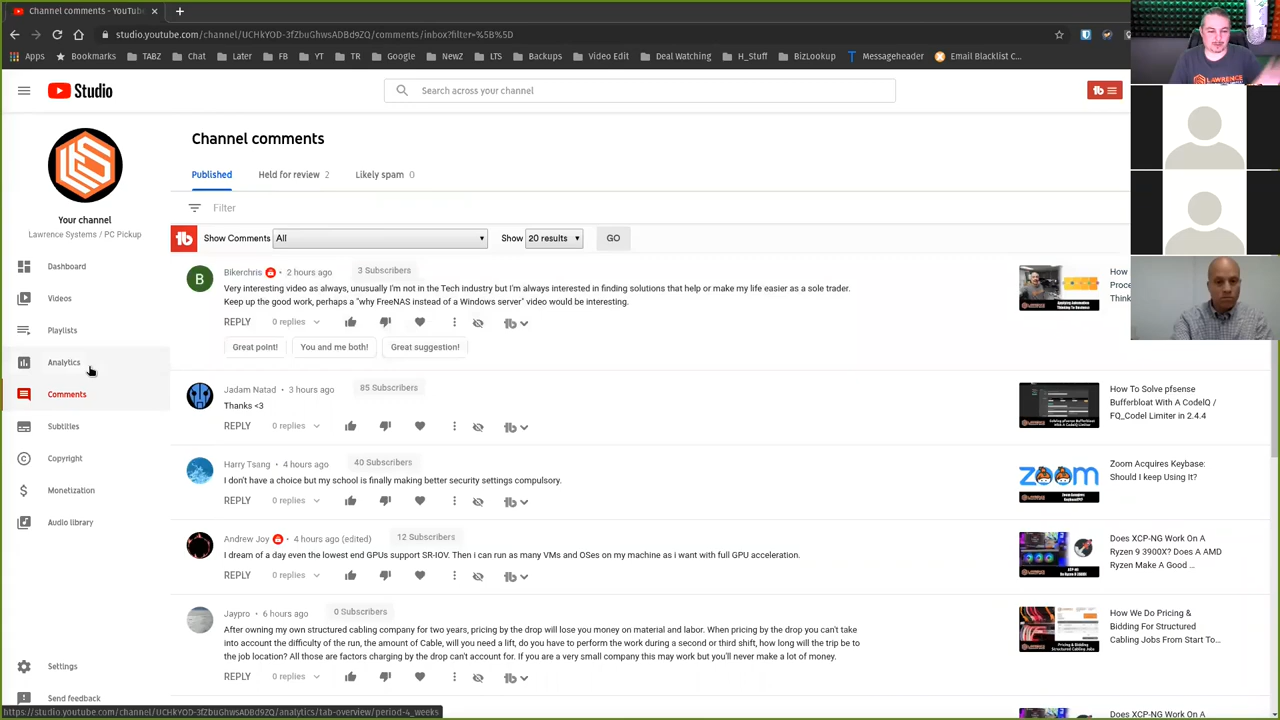 Channel comments - YouTube
studio.youtube.com/channel/UCHkYOD-3fZbuGhwsADBd9ZQ/comments/
Apps Bookmarks TABZ Chat Later FB YT TR Google NewZ LTS Backups Video Edit Deal Watching H_Stuff BizLookup Messageheader Email Blacklist C...
Studio
Search across your channel
Channel comments
Published Held for review 2 Likely spam 0
Your channel
Lawrence Systems / PC Pickup
Dashboard
Videos
Playlists
Analytics
Comments
Subtitles
Copyright
Monetization
Audio library
Settings
Send feedback
Filter
Show Comments All Show 20 results GO
Bikerchris • 2 hours ago 3 Subscribers
Very interesting video as always, unusually I'm not in the Tech industry but I'm always interested in finding solutions that help or make my life easier as a sole trader.
Keep up the good work, perhaps a "why FreeNAS instead of a Windows server" video would be interesting.
REPLY 0 replies
Great point! You and me both! Great suggestion!
How
Proce
Think
Jadam Natad • 3 hours ago 85 Subscribers
Thanks <3
REPLY 0 replies
How To Solve pfsense
Bufferbloat With A CodelQ /
FQ_Codel Limiter in 2.4.4
Harry Tsang • 4 hours ago 40 Subscribers
I don't have a choice but my school is finally making better security settings compulsory.
REPLY 0 replies
Zoom Acquires Keybase:
Should I keep Using It?
Andrew Joy • 4 hours ago (edited) 12 Subscribers
I dream of a day even the lowest end GPUs support SR-IOV. Then i can run as many VMs and OSes on my machine as i want with full GPU acceleration.
REPLY 0 replies
Does XCP-NG Work On A
Ryzen 9 3900X? Does A AMD
Ryzen Make A Good ...
Jaypro • 6 hours ago 0 Subscribers
After owning my own structured cabling company for two years,pricing by the drop will lose you money on material and labor. When pricing by the drop you can't take
into account the difficulty of the run, the amount of Cable, will you need a lift, do you have to perform the work during a second or third shift, how long will the trip be to
the job location? All those are factors charging by the drop can't account for. If you are a very small company this may work but you'll never make a lot of money.
REPLY 0 replies
How We Do Pricing &
Bidding For Structured
Cabling Jobs From Start To...
Does XCP-NG Work On A
https://studio.youtube.com/channel/UCHkYOD-3fZbuGhwsADBd9ZQ/analytics/tab-overview/period-4_weeks